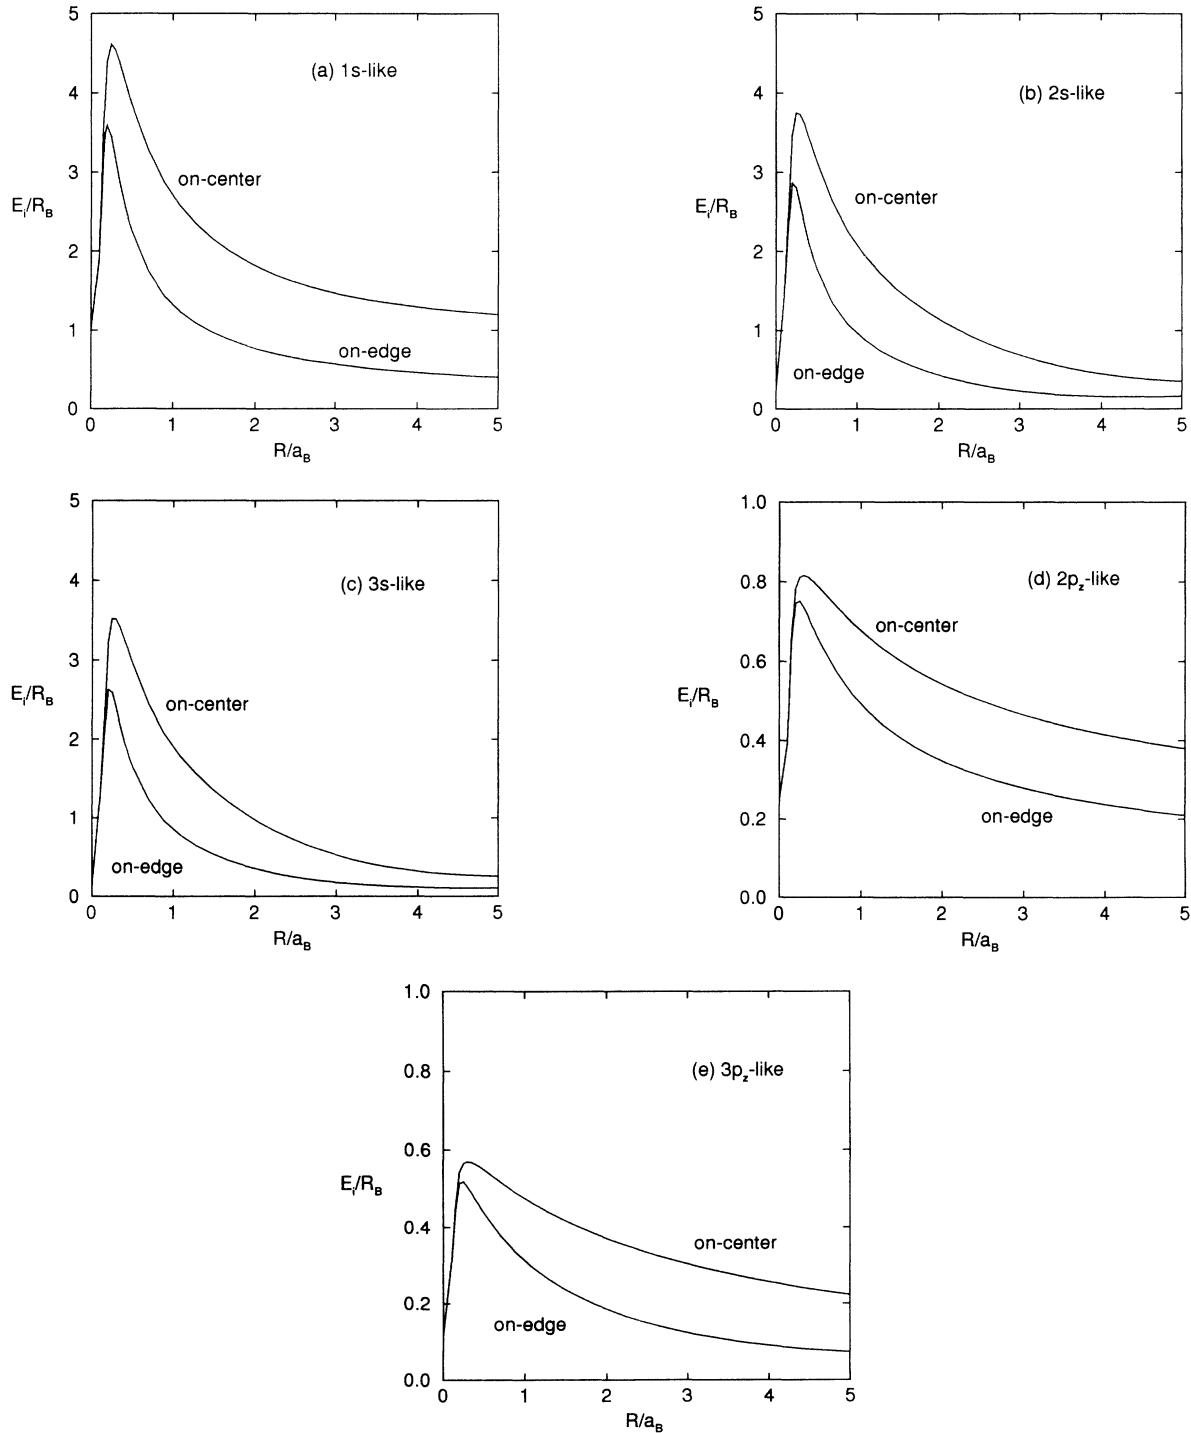 5
4
3
2
1
0
E_i/R_B
(a) 1s-like
on-center
on-edge
0 1 2 3 4 5
R/a_B
5
4
3
2
1
0
E_i/R_B
(b) 2s-like
on-center
on-edge
0 1 2 3 4 5
R/a_B
5
4
3
2
1
0
E_i/R_B
(c) 3s-like
on-center
on-edge
0 1 2 3 4 5
R/a_B
1.0
0.8
0.6
0.4
0.2
0.0
E_i/R_B
(d) 2p_z-like
on-center
on-edge
0 1 2 3 4 5
R/a_B
1.0
0.8
0.6
0.4
0.2
0.0
E_i/R_B
(e) 3p_z-like
on-center
on-edge
0 1 2 3 4 5
R/a_B